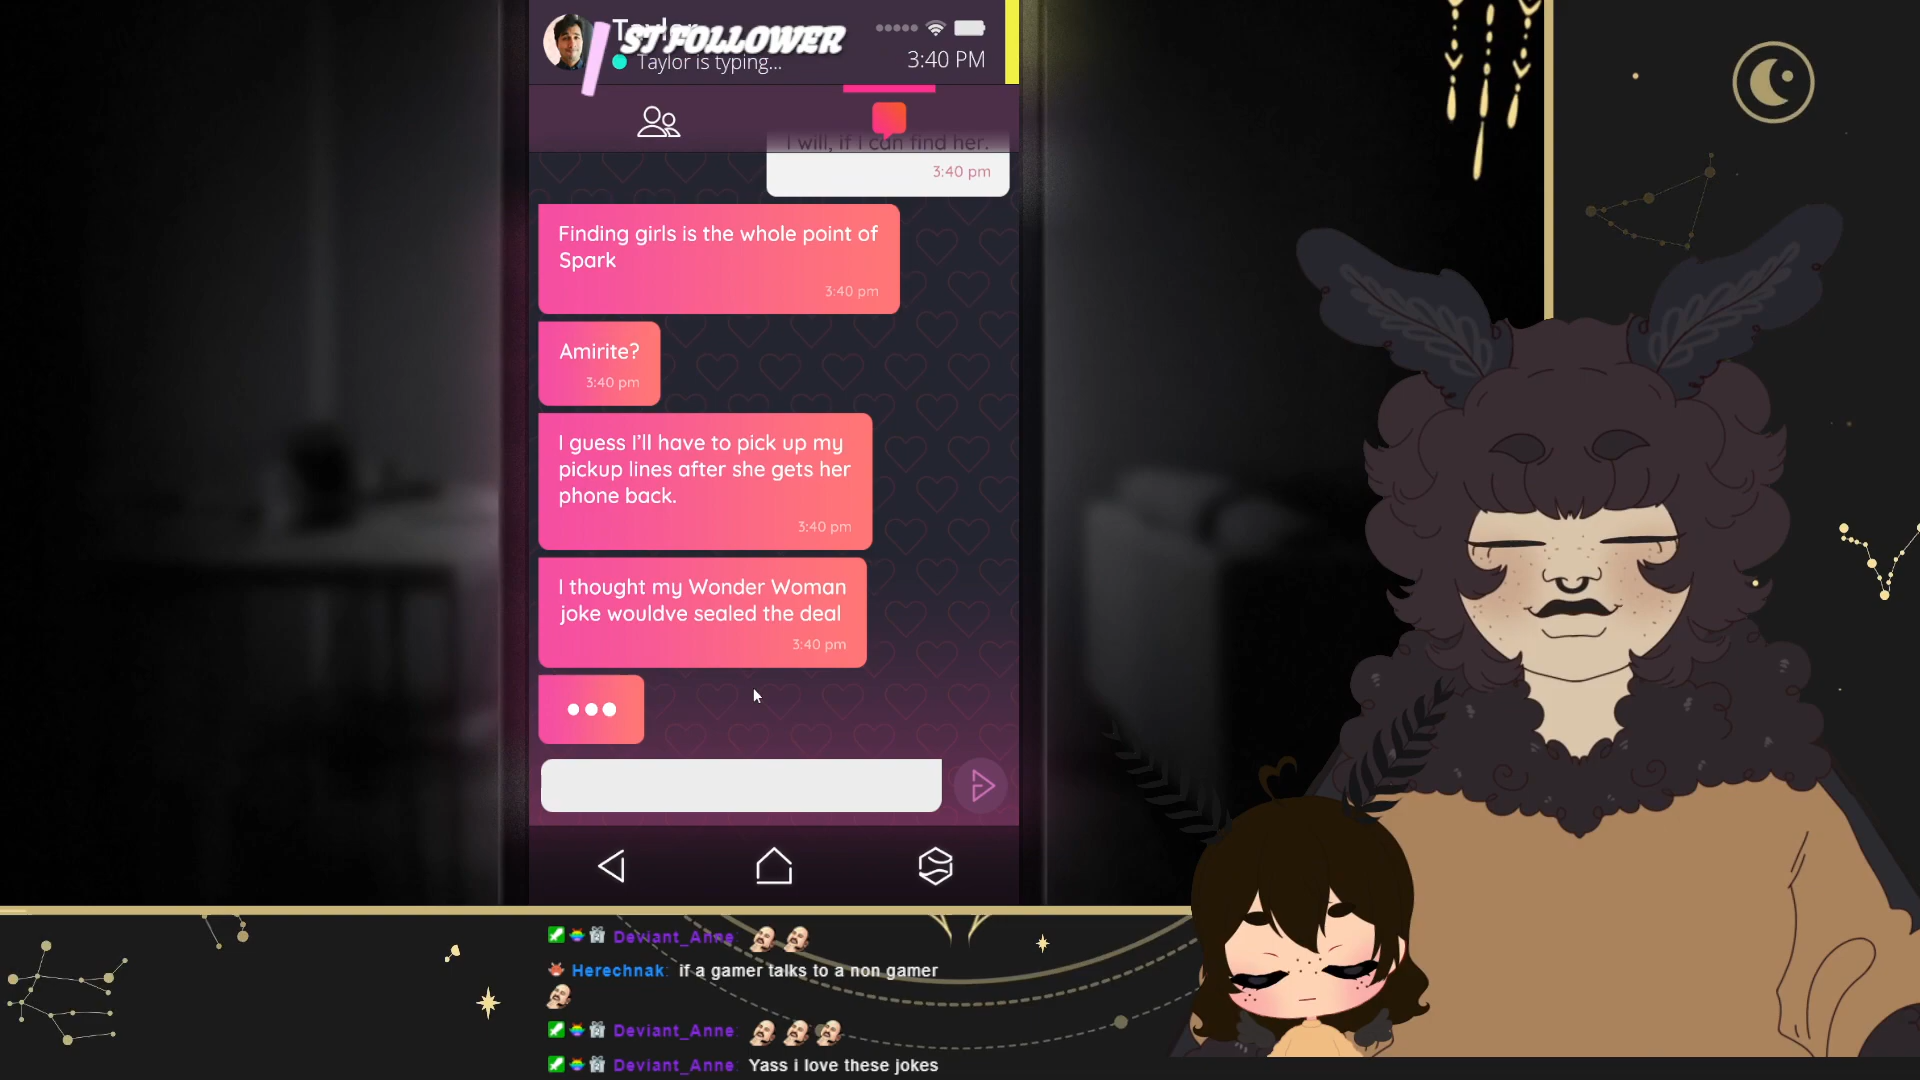 Taylor
ST FOLLOWER
Taylor is typing...
3:40 PM
I will, if I can find her.
3:40 pm
Finding girls is the whole point of
Spark
3:40 pm
Amirite?
3:40 pm
I guess I'll have to pick up my
pickup lines after she gets her
phone back.
3:40 pm
I thought my Wonder Woman
joke wouldve sealed the deal
3:40 pm
Deviant_Anne:
Herechnak: if a gamer talks to a non gamer
Deviant_Anne:
Deviant_Anne: Yass i love these jokes